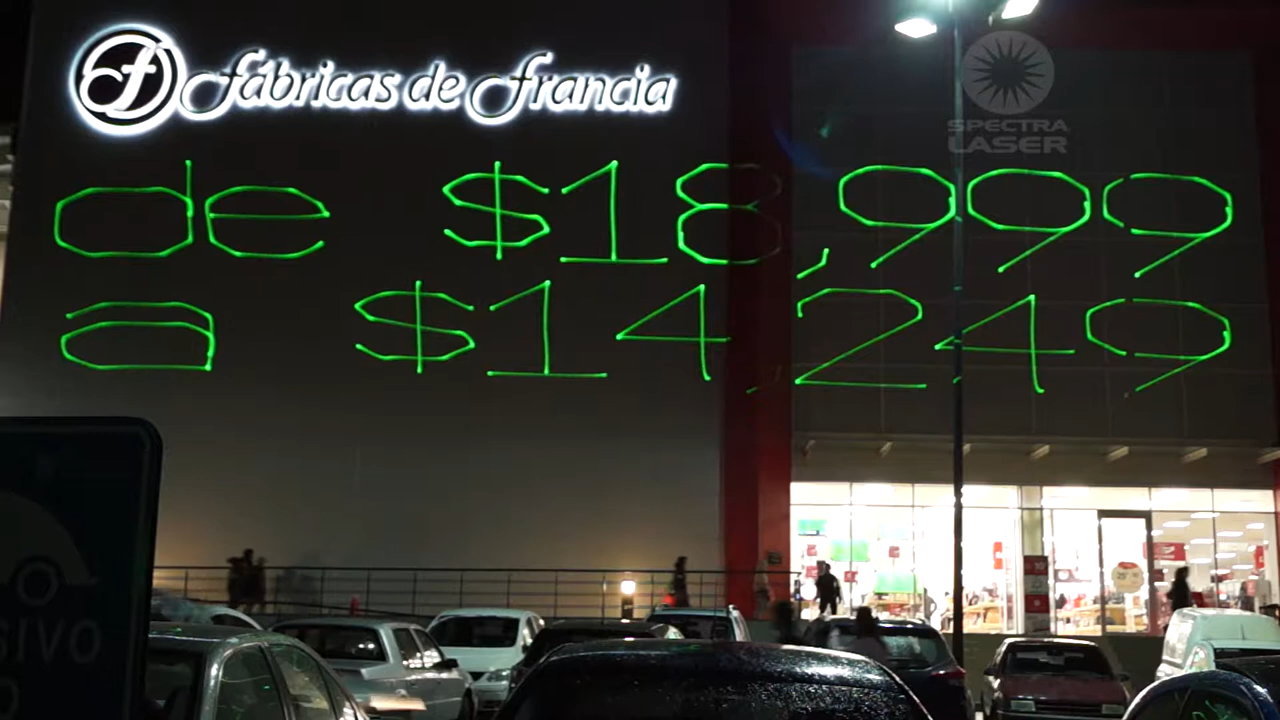 fábricas de francia
SPECTRA
LASER
de $18,999
a $14,249
SIVO